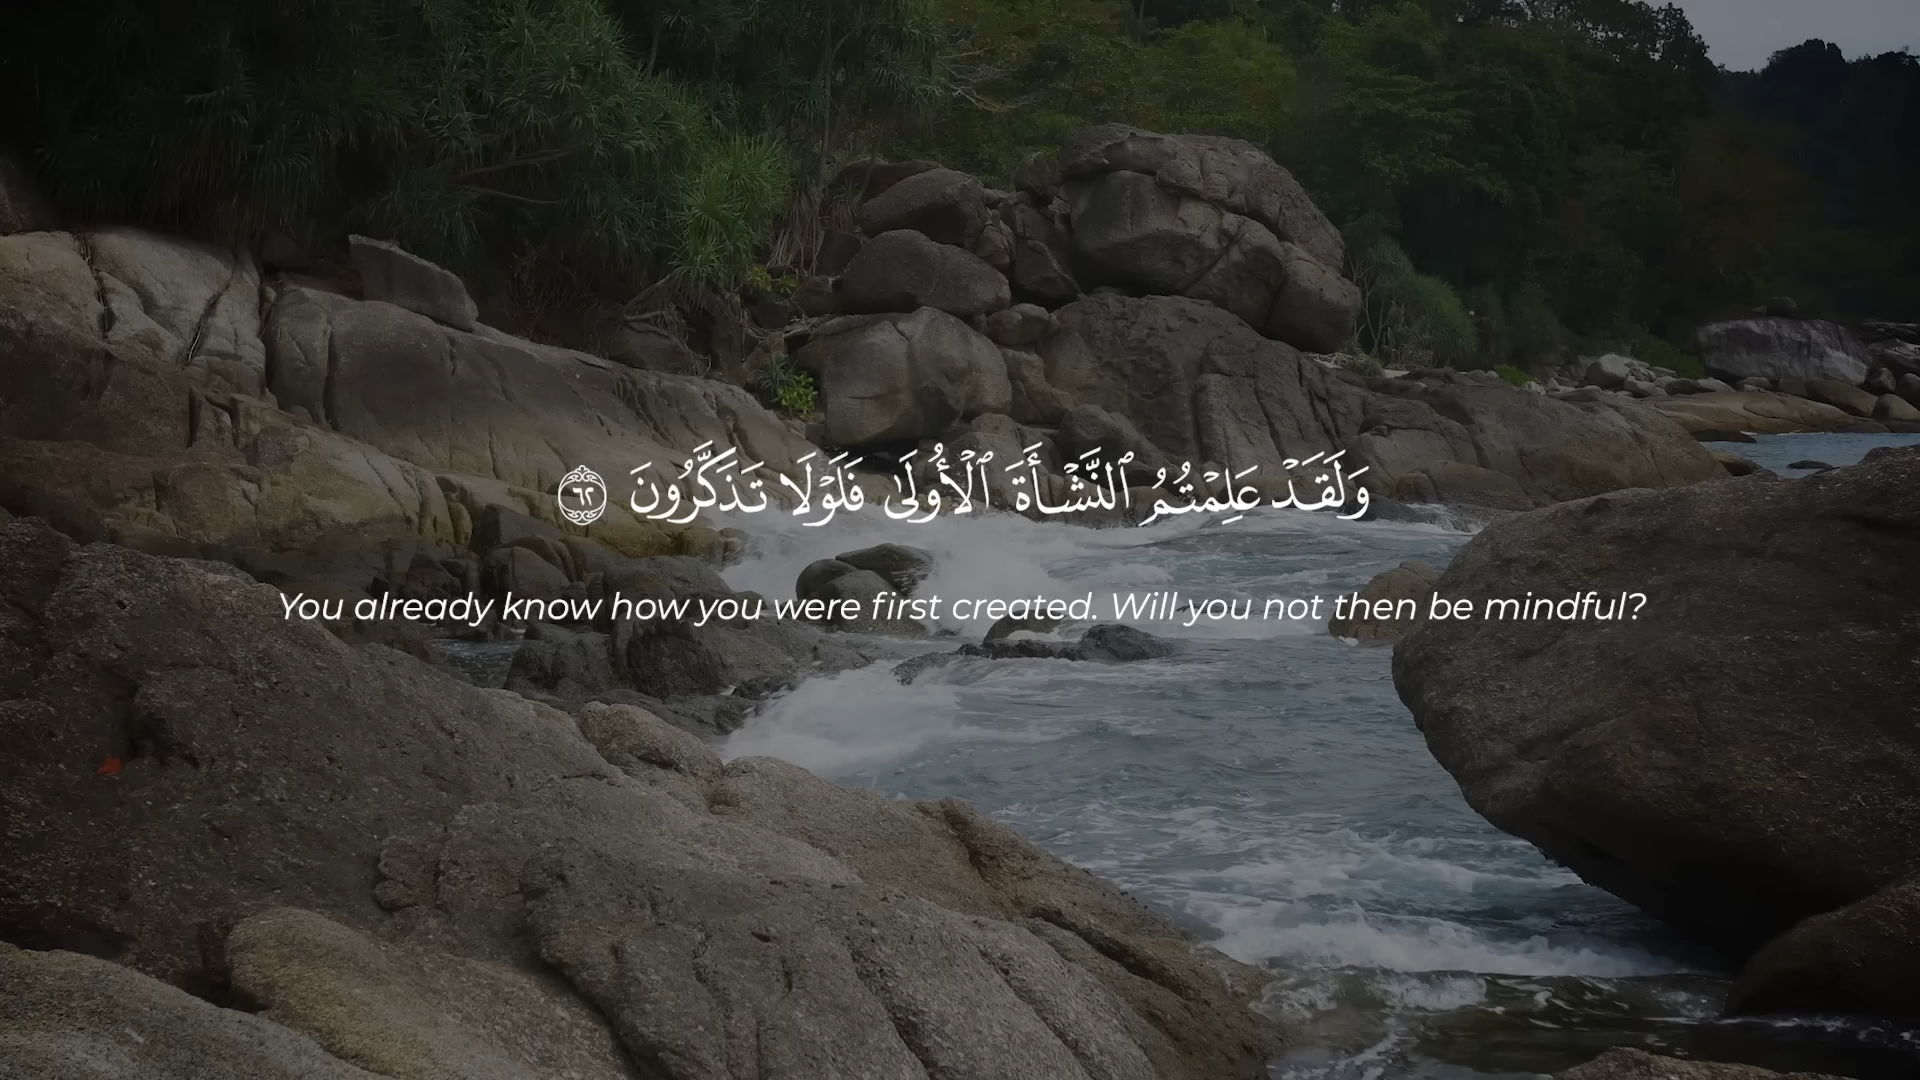 وَلَقَدْ عَلِمْتُمُ ٱلنَّشْأَةَ ٱلْأُولَىٰ فَلَوْلَا تَذَكَّرُونَ ٦٢
You already know how you were first created. Will you not then be mindful?